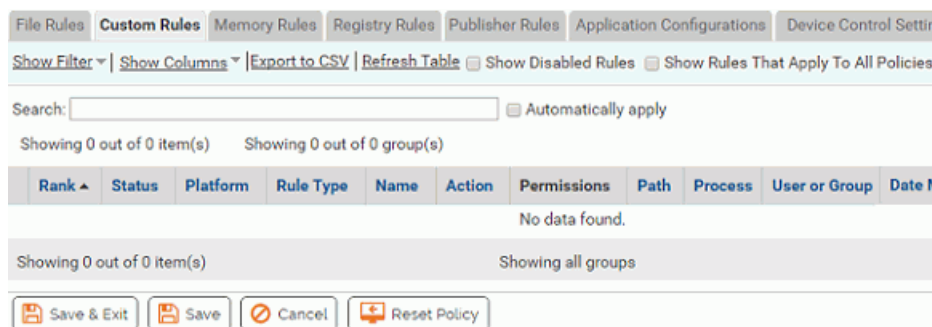 File Rules Custom Rules Memory Rules Registry Rules Publisher Rules Application Configurations Device Control
Show Filter | Show Columns | Export to CSV | Refresh Table Show Disabled Rules Show Rules That Apply To All Policies
Search: Automatically apply
Showing 0 out of 0 item(s) Showing 0 out of 0 group(s)
Rank Status Platform Rule Type Name Action Permissions Path Process User or Group Date
No data found.
Showing 0 out of 0 item(s) Showing all groups
Save & Exit Save Cancel Reset Policy